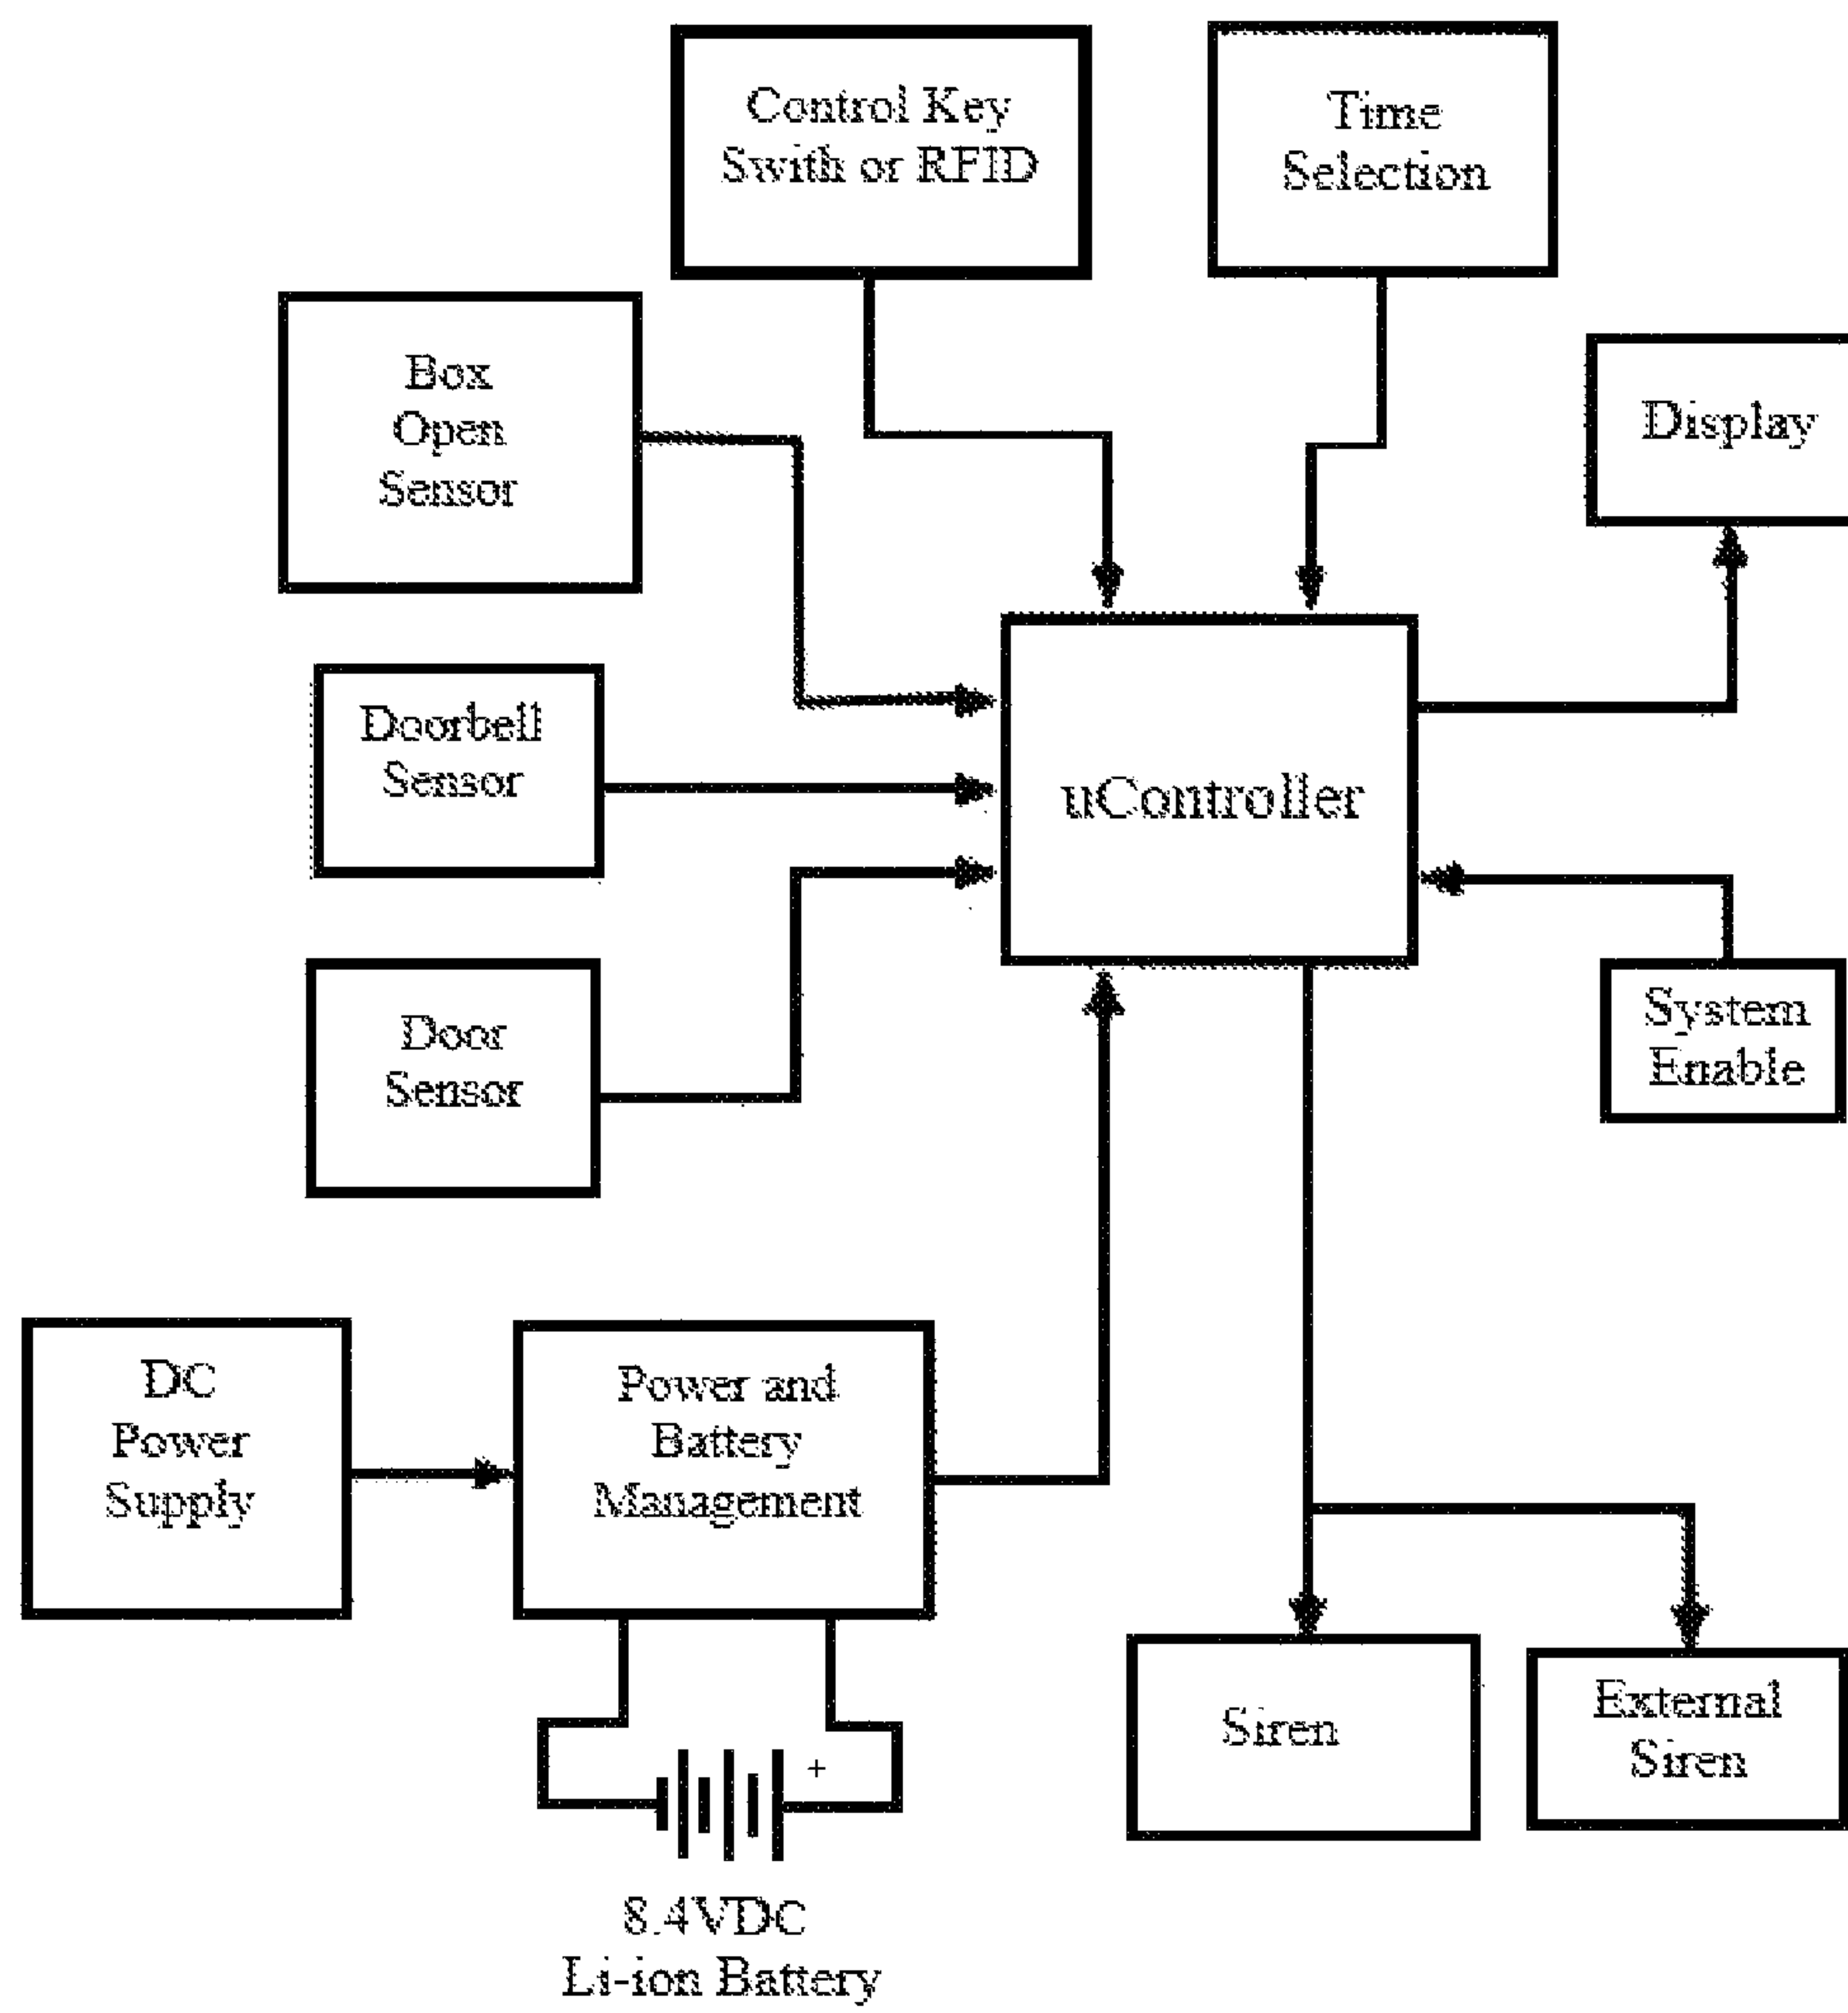 Control Key
Swith or RFID
Time
Selection
Box
Open
Sensor
Display
Doorbell
Sensor
uController
Door
Sensor
System
Enable
DC
Power
Supply
Power and
Battery
Management
Siren
External
Siren
+
8.4VDC
Li-ion Battery